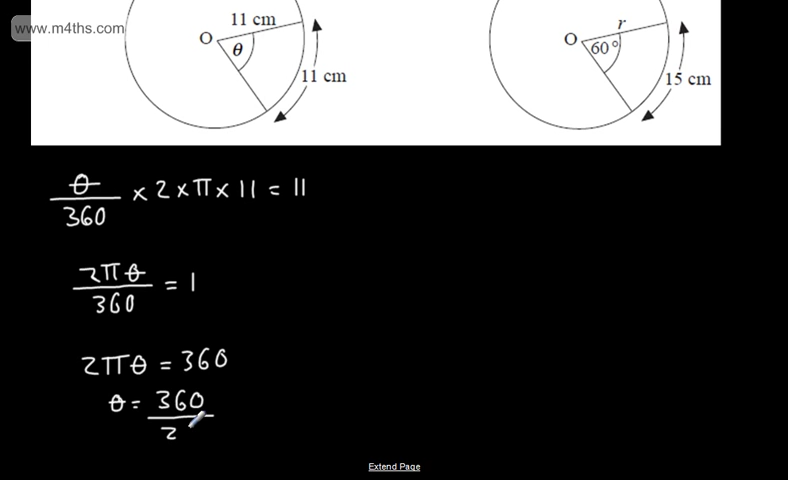 www.m4ths.com
11 cm
O
θ
11 cm
r
O
60°
15 cm
θ/360 × 2 × π × 11 = 11
2πθ/360 = 1
2πθ = 360
θ = 360/2
Extend Page